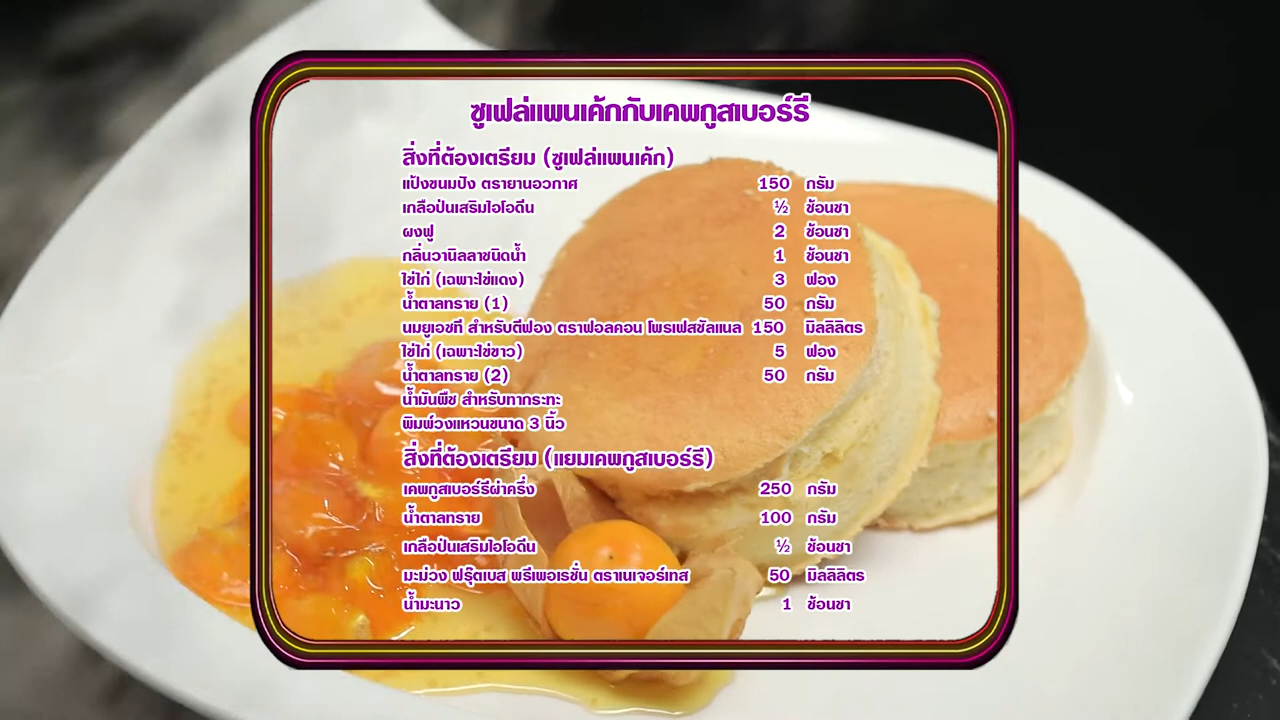 ซูเฟล่แพนเค้กกับเคพกูสเบอร์รี
สิ่งที่ต้องเตรียม (ซูเฟล่แพนเค้ก)
แป้งขนมปัง ตรายานอวกาศ 150 กรัม
เกลือป่นเสริมไอโอดีน ½ ช้อนชา
ผงฟู 2 ช้อนชา
กลิ่นวานิลลาชนิดน้ำ 1 ช้อนชา
ไข่ไก่ (เฉพาะไข่แดง) 3 ฟอง
น้ำตาลทราย (1) 50 กรัม
นมยูเอชที สำหรับตีฟอง ตราฟอลคอน โพรเฟสชัลแนล 150 มิลลิลิตร
ไข่ไก่ (เฉพาะไข่ขาว) 5 ฟอง
น้ำตาลทราย (2) 50 กรัม
น้ำมันพืช สำหรับทากระทะ
พิมพ์วงแหวนขนาด 3 นิ้ว
สิ่งที่ต้องเตรียม (แยมเคพกูสเบอร์รี)
เคพกูสเบอร์รีผ่าครึ่ง 250 กรัม
น้ำตาลทราย 100 กรัม
เกลือป่นเสริมไอโอดีน ½ ช้อนชา
มะม่วง ฟรุ๊ตเบส พรีเพอเรชั่น ตราเนเจอร์เทส 50 มิลลิลิตร
น้ำมะนาว 1 ช้อนชา